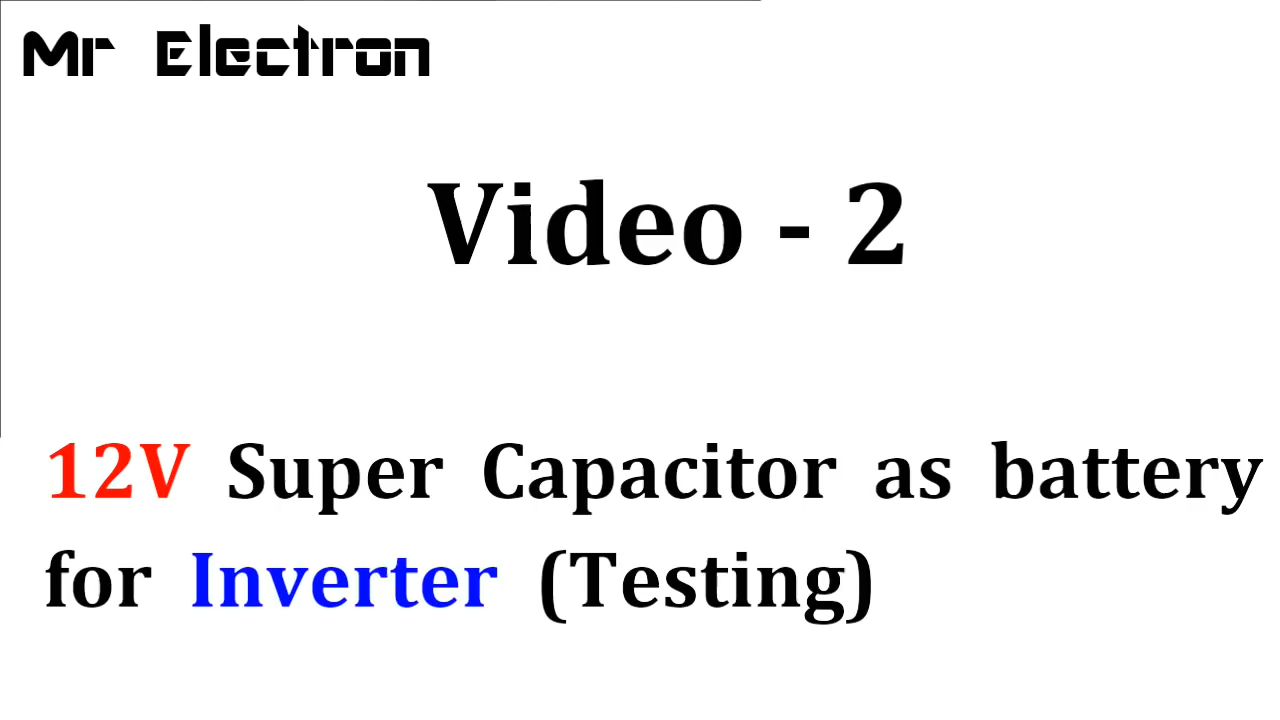 Mr Electron
Video - 2
12V Super Capacitor as battery
for Inverter (Testing)